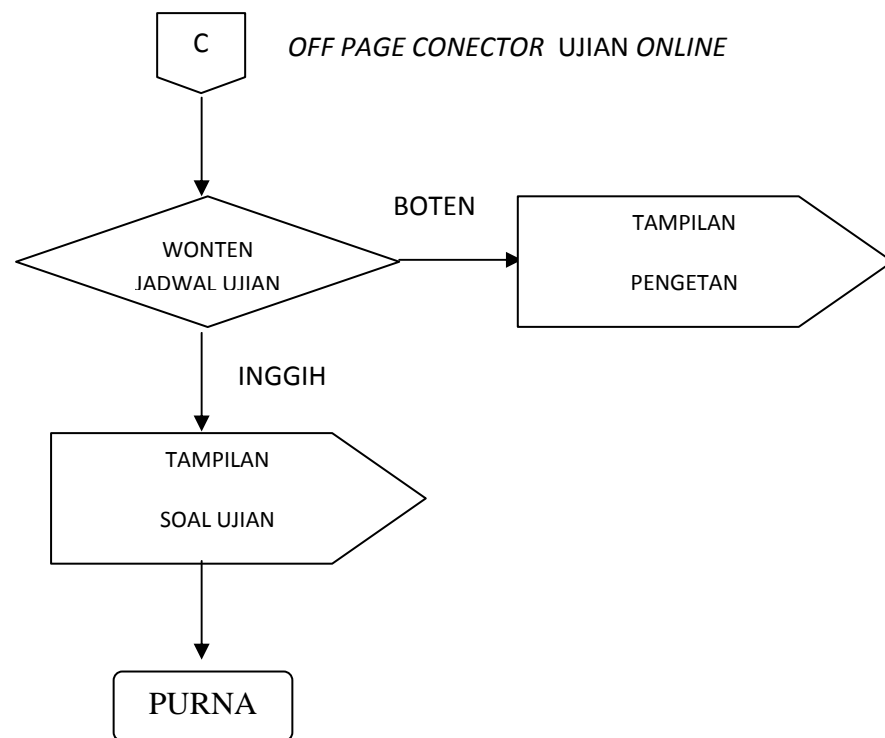 C
OFF PAGE CONECTOR UJIAN ONLINE
BOTEN
WONTEN
JADWAL UJIAN
TAMPILAN
PENGETAN
INGGIH
TAMPILAN
SOAL UJIAN
PURNA